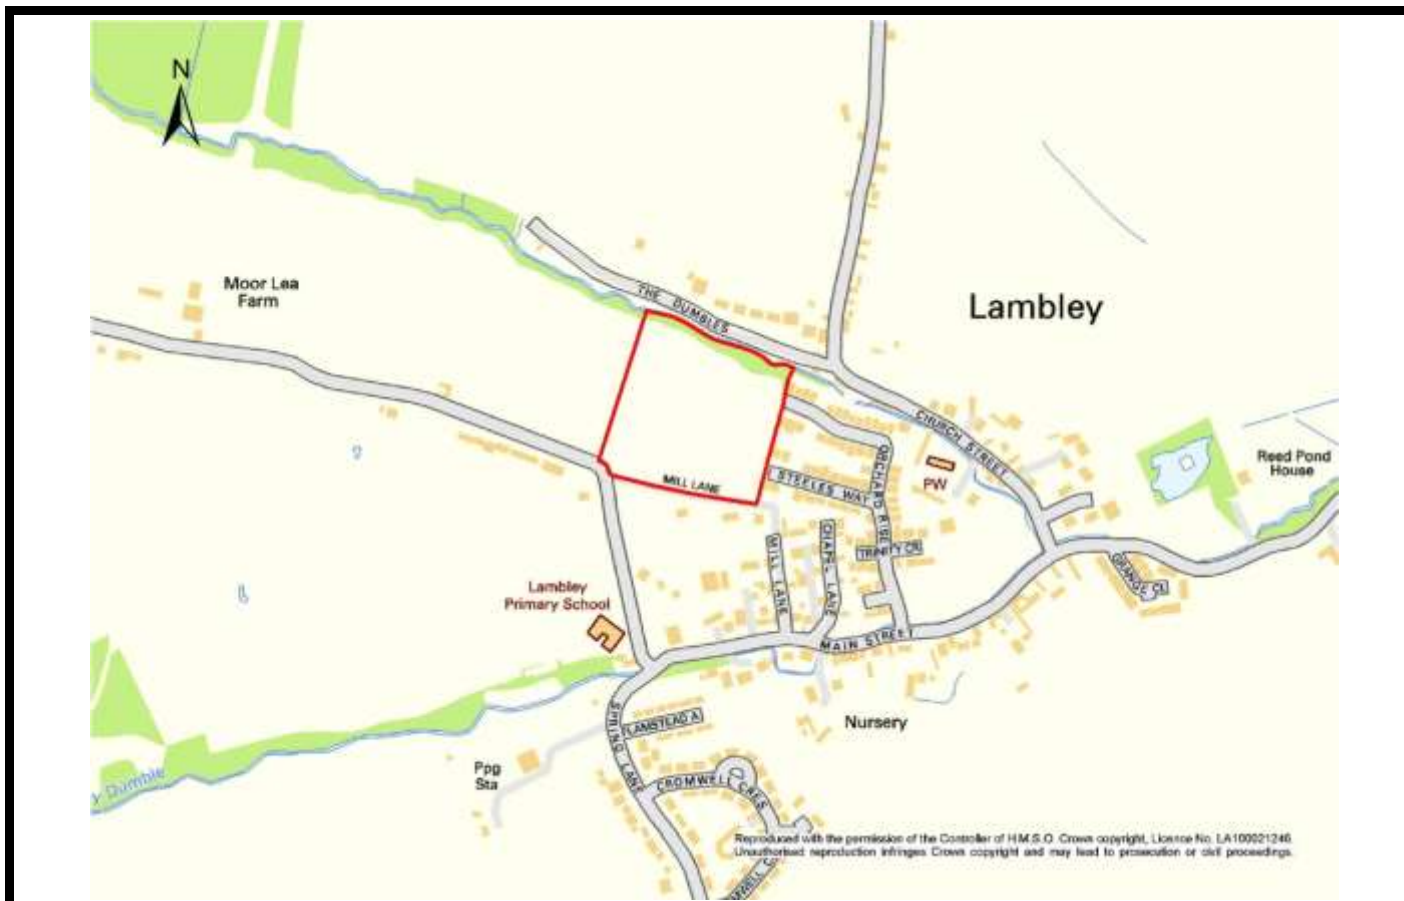 N
Moor Lea
Farm
THE DUMBLES
Lambley
CHURCH STREET
Reed Pond
House
PW
ORCHARD RISE
STEELES WAY
MILL LANE
TRINITY CR
CHAPEL LANE
MILL LANE
GRANGE CL
Lambley
Primary School
MAIN STREET
Nursery
SPRING LANE
LAMBTEAD A
Ppg
Sta
Dumble
CROMWELL CRES
Reproduced with the permission of the Controller of H.M.S.O. Crown copyright, Licence No. LA100021246
Unauthorised reproduction infringes Crown copyright and may lead to prosecution or civil proceedings.